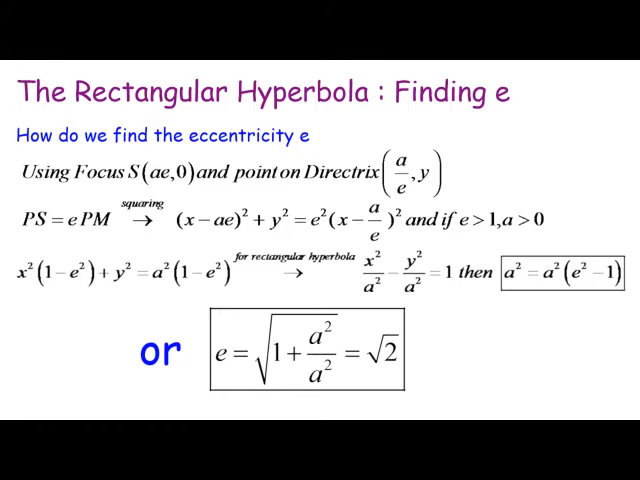 The Rectangular Hyperbola : Finding e
How do we find the eccentricity e
Using Focus S(ae,0) and point on Directrix (a/e, y)
PS = e PM squaring → (x − ae)² + y² = e²(x − a/e)² and if e > 1, a > 0
x²(1 − e²) + y² = a²(1 − e²) for rectangular hyperbola → x²/a² − y²/a² = 1 then a² = a²(e² − 1)
or e = √(1 + a²/a²) = √2